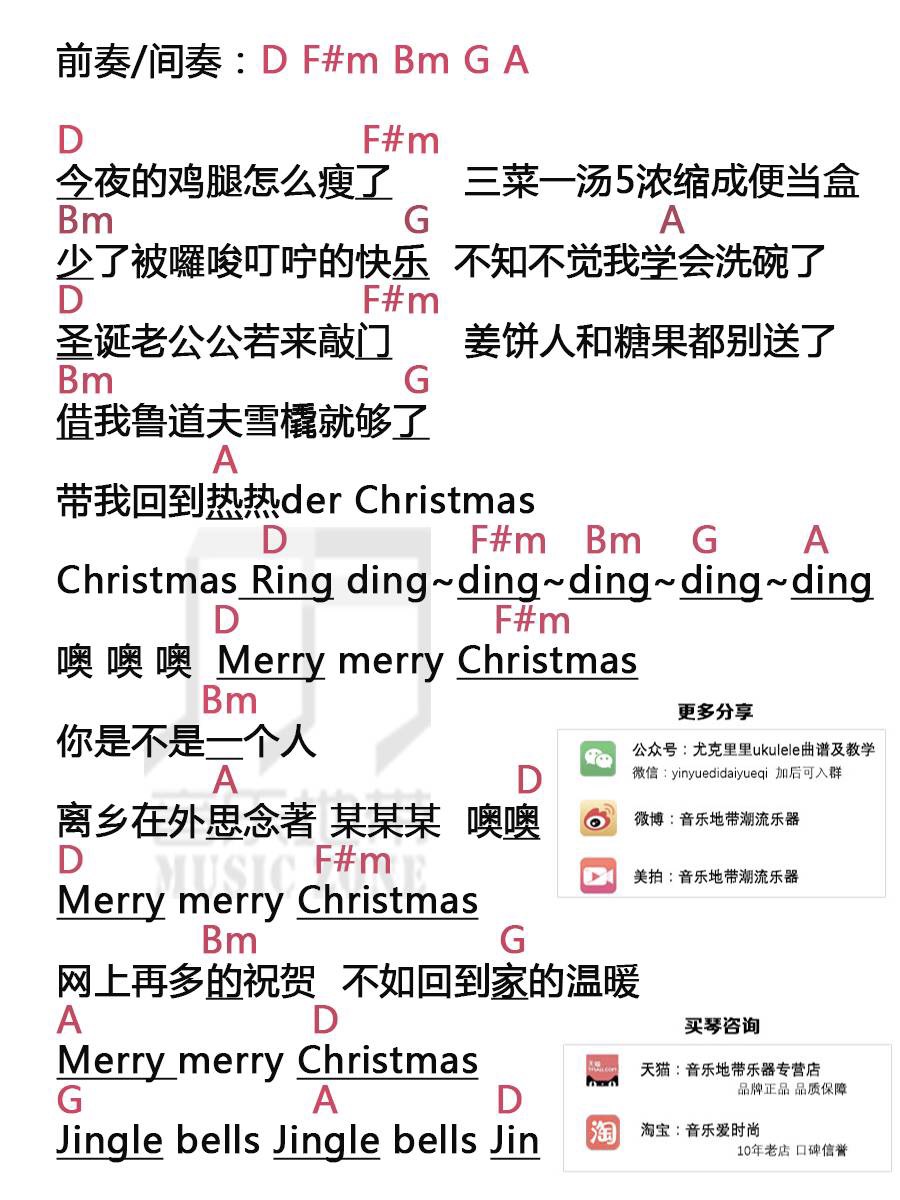 前奏/间奏：D F#m Bm G A
D F#m
今夜的鸡腿怎么瘦了 三菜一汤5浓缩成便当盒
Bm G A
少了被囉唆叮咛的快乐 不知不觉我学会洗碗了
D F#m
圣诞老公公若来敲门 姜饼人和糖果都别送了
Bm G
借我鲁道夫雪橇就够了
A
带我回到热热der Christmas
D F#m Bm G A
Christmas Ring ding~ding~ding~ding~ding
D F#m
噢 噢 噢 Merry merry Christmas
Bm
你是不是一个人
A D
离乡在外思念著 某某某 噢噢
D F#m
Merry merry Christmas
Bm G
网上再多的祝贺 不如回到家的温暖
A D
Merry merry Christmas
G A D
Jingle bells Jingle bells Jin
音乐地带
MUSIC ZONE
更多分享
公众号：尤克里里ukulele曲谱及教学
微信：yinyuedidaiyueqi 加后可入群
微博：音乐地带潮流乐器
美拍：音乐地带潮流乐器
买琴咨询
天猫
TMALL.COM
天猫：音乐地带乐器专营店
品牌正品 品质保障
淘
淘宝：音乐爱时尚
10年老店 口碑信誉